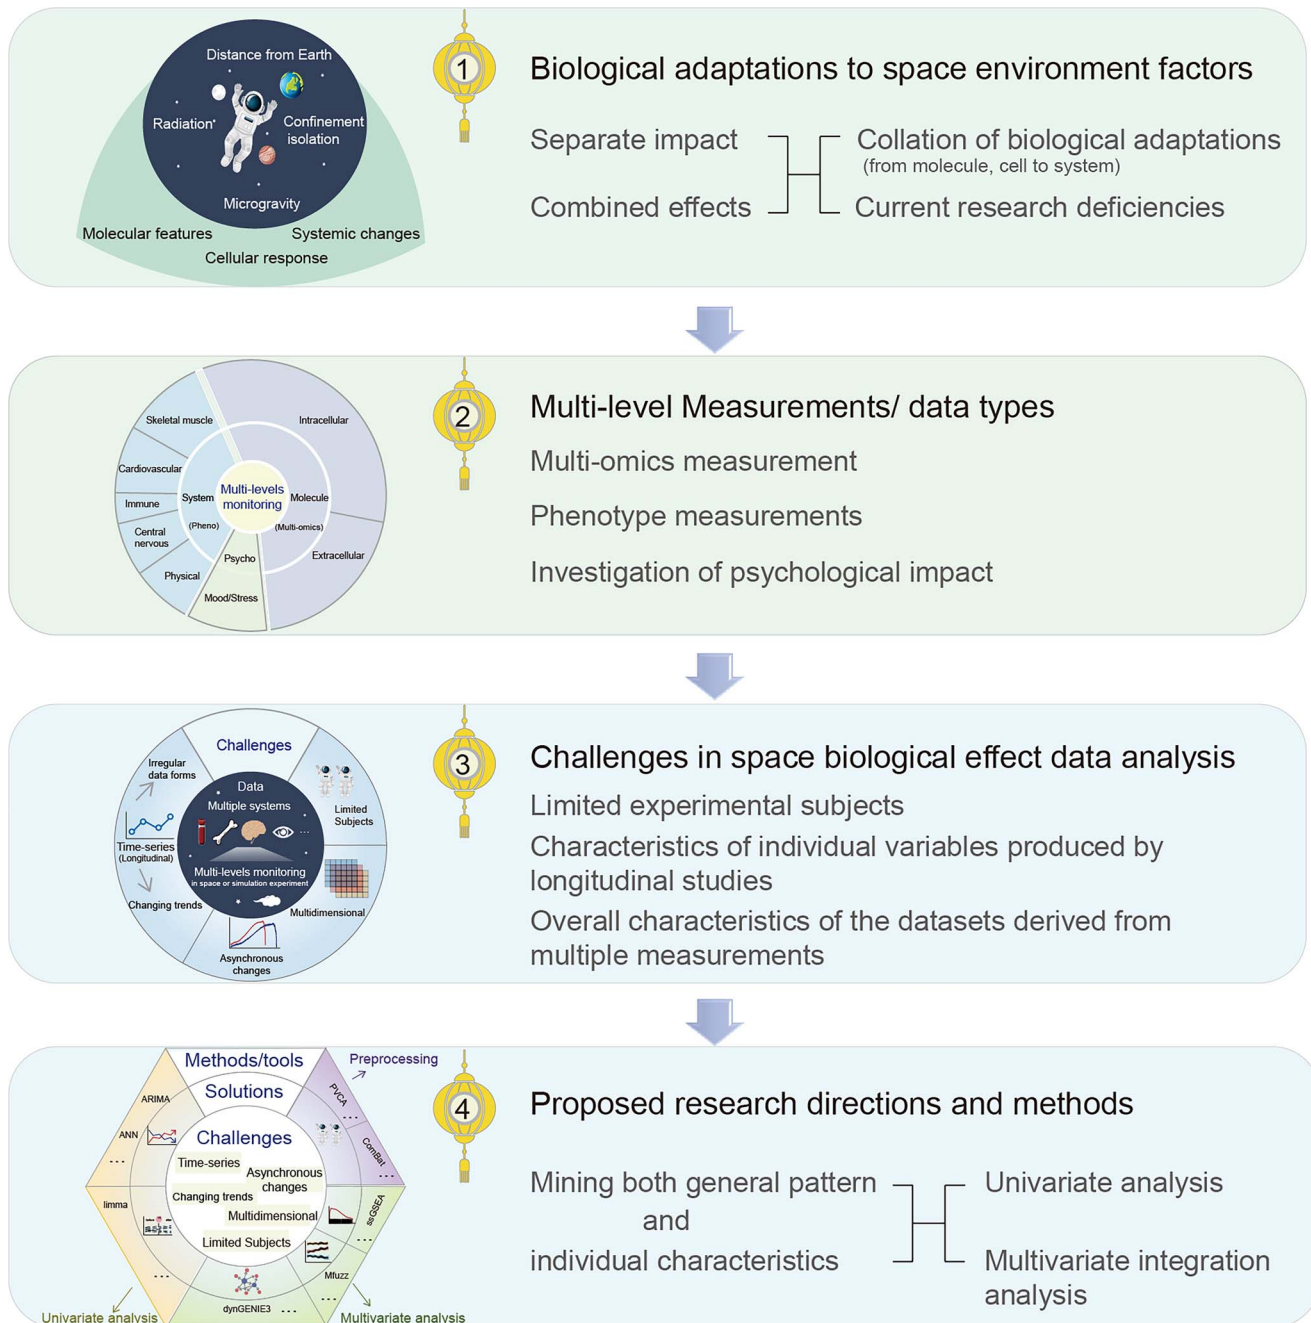 Distance from Earth
Radiation
Confinement
isolation
Microgravity
Molecular features
Systemic changes
Cellular response
1
Biological adaptations to space environment factors
Separate impact
Combined effects
Collation of biological adaptations
(from molecule, cell to system)
Current research deficiencies
Skeletal muscle
Cardiovascular
Immune
Central
nervous
Physical
System
(Pheno)
Multi-levels
monitoring
Molecule
(Multi-omics)
Intracellular
Extracellular
Psycho
Mood/Stress
2
Multi-level Measurements/ data types
Multi-omics measurement
Phenotype measurements
Investigation of psychological impact
Challenges
Irregular
data forms
Time-series
(Longitudinal)
Changing trends
Data
Multiple systems
...
Multi-levels monitoring
in space or simulation experiment
Limited
Subjects
Multidimensional
Asynchronous
changes
3
Challenges in space biological effect data analysis
Limited experimental subjects
Characteristics of individual variables produced by
longitudinal studies
Overall characteristics of the datasets derived from
multiple measurements
Methods/tools
Solutions
Challenges
Time-series
Asynchronous
changes
Changing trends
Multidimensional
Limited Subjects
Preprocessing
PVCA
...
ComBat
...
ARIMA
ANN
...
limma
...
ssGSEA
...
Mfuzz
...
dynGENIE3 ...
Univariate analysis
Multivariate analysis
4
Proposed research directions and methods
Mining both general pattern
and
individual characteristics
Univariate analysis
Multivariate integration
analysis